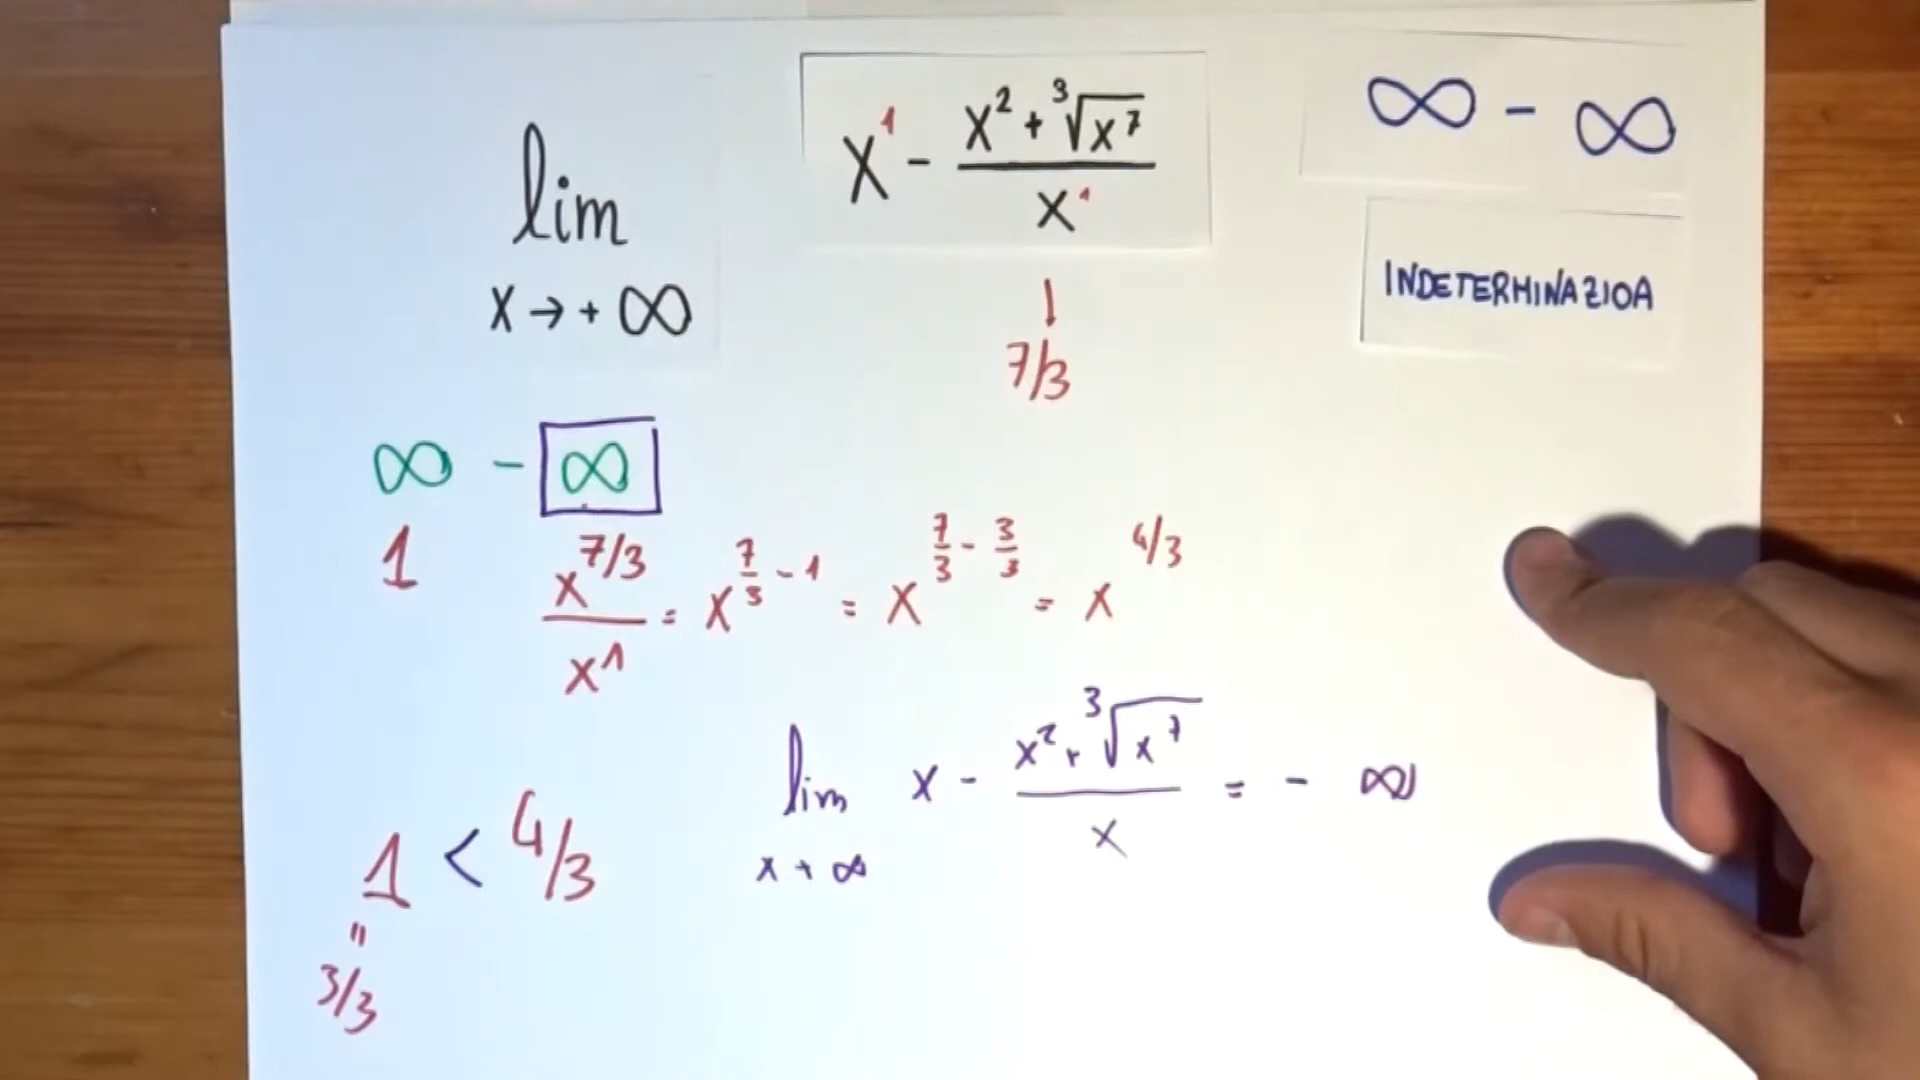 lim x→+∞
x¹ - (x² + ³√x⁷) / x¹
∞ - ∞
INDETERMINAZIOA
7/3
∞ - ∞
1
x^7/3 / x^1 = x^(7/3 - 1) = x^(7/3 - 3/3) = x^4/3
lim x - (x² + ³√x⁷) / x = - ∞
x → ∞
1 < 4/3
"
3/3